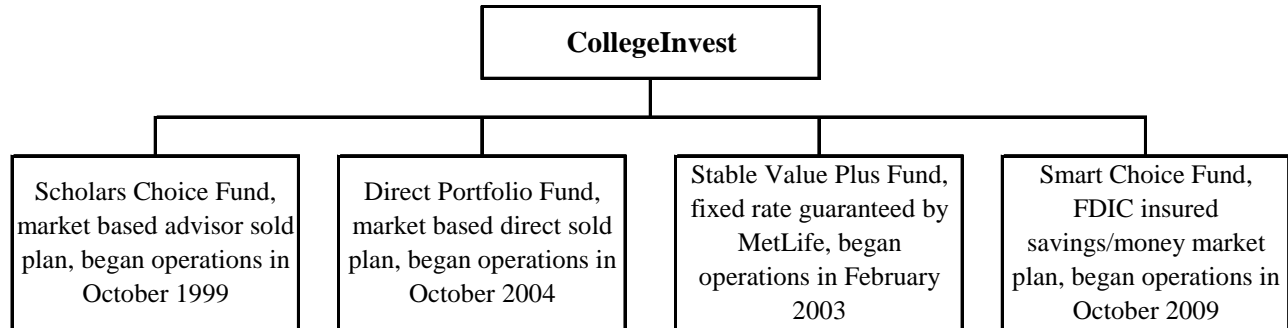 CollegeInvest
Scholars Choice Fund,
market based advisor sold
plan, began operations in
October 1999
Direct Portfolio Fund,
market based direct sold
plan, began operations in
October 2004
Stable Value Plus Fund,
fixed rate guaranteed by
MetLife, began
operations in February
2003
Smart Choice Fund,
FDIC insured
savings/money market
plan, began operations in
October 2009